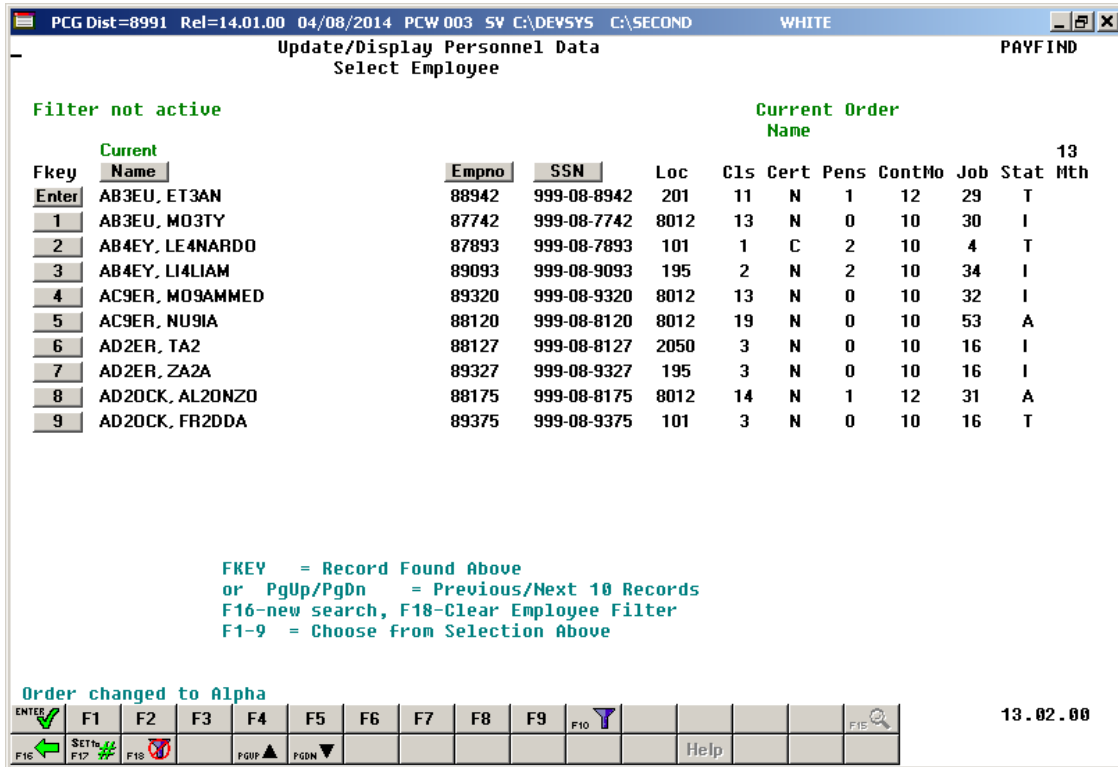 PCG Dist=8991 Rel=14.01.00 04/08/2014 PCW 003 SV C:\DEVSYS C:\SECOND WHITE
Update/Display Personnel Data PAYFIND
Select Employee
Filter not active Current Order
Name
Current 13
Fkey Name Empno SSN Loc Cls Cert Pens ContMo Job Stat Mth
Enter AB3EU, ET3AN 88942 999-08-8942 201 11 N 1 12 29 T
1 AB3EU, MO3TY 87742 999-08-7742 8012 13 N 0 10 30 I
2 AB4EY, LE4NARDO 87893 999-08-7893 101 1 C 2 10 4 T
3 AB4EY, LI4LIAM 89093 999-08-9093 195 2 N 2 10 34 I
4 AC9ER, MO9AMMED 89320 999-08-9320 8012 13 N 0 10 32 I
5 AC9ER, NU9IA 88120 999-08-8120 8012 19 N 0 10 53 A
6 AD2ER, TA2 88127 999-08-8127 2050 3 N 0 10 16 I
7 AD2ER, ZA2A 89327 999-08-9327 195 3 N 0 10 16 I
8 AD2OCK, AL2ONZO 88175 999-08-8175 8012 14 N 1 12 31 A
9 AD2OCK, FR2DDA 89375 999-08-9375 101 3 N 0 10 16 T
FKEY = Record Found Above
or PgUp/PgDn = Previous/Next 10 Records
F16-new search, F18-Clear Employee Filter
F1-9 = Choose from Selection Above
Order changed to Alpha
ENTER F1 F2 F3 F4 F5 F6 F7 F8 F9 F10 F15 13.02.00
F16 SETto F17 # F18 PGUP PGDN Help